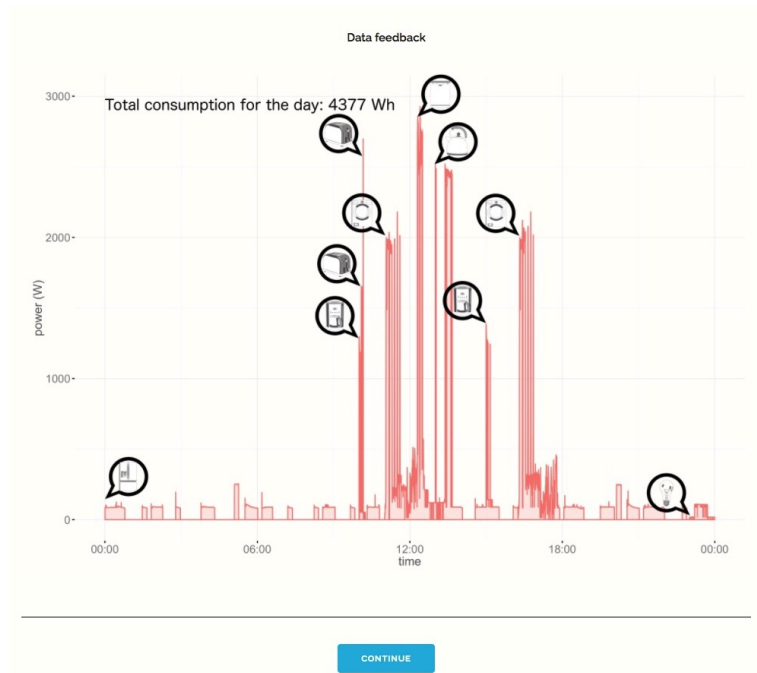 Data feedback
Total consumption for the day: 4377 Wh
3000
2000
1000
0
power (W)
00:00
06:00
12:00
18:00
00:00
time
CONTINUE